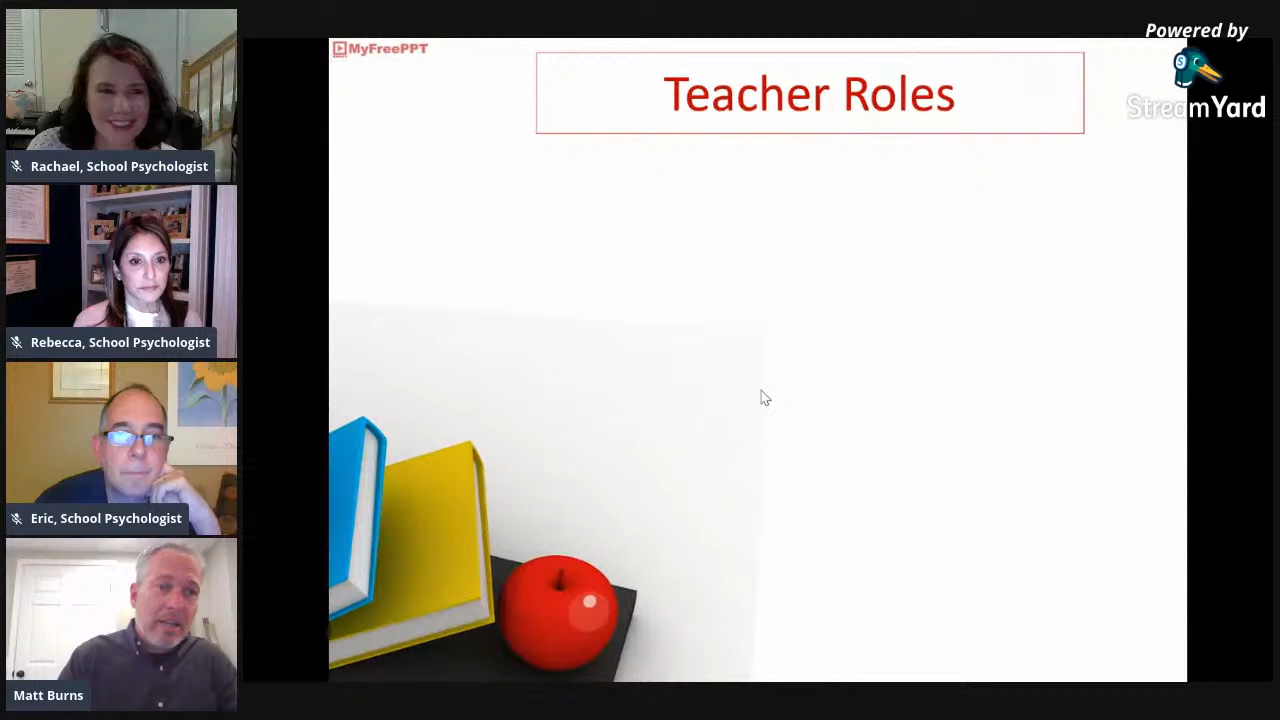 Rachael, School Psychologist
Rebecca, School Psychologist
Eric, School Psychologist
Matt Burns
MyFreePPT
Teacher Roles
Powered by
S
StreamYard